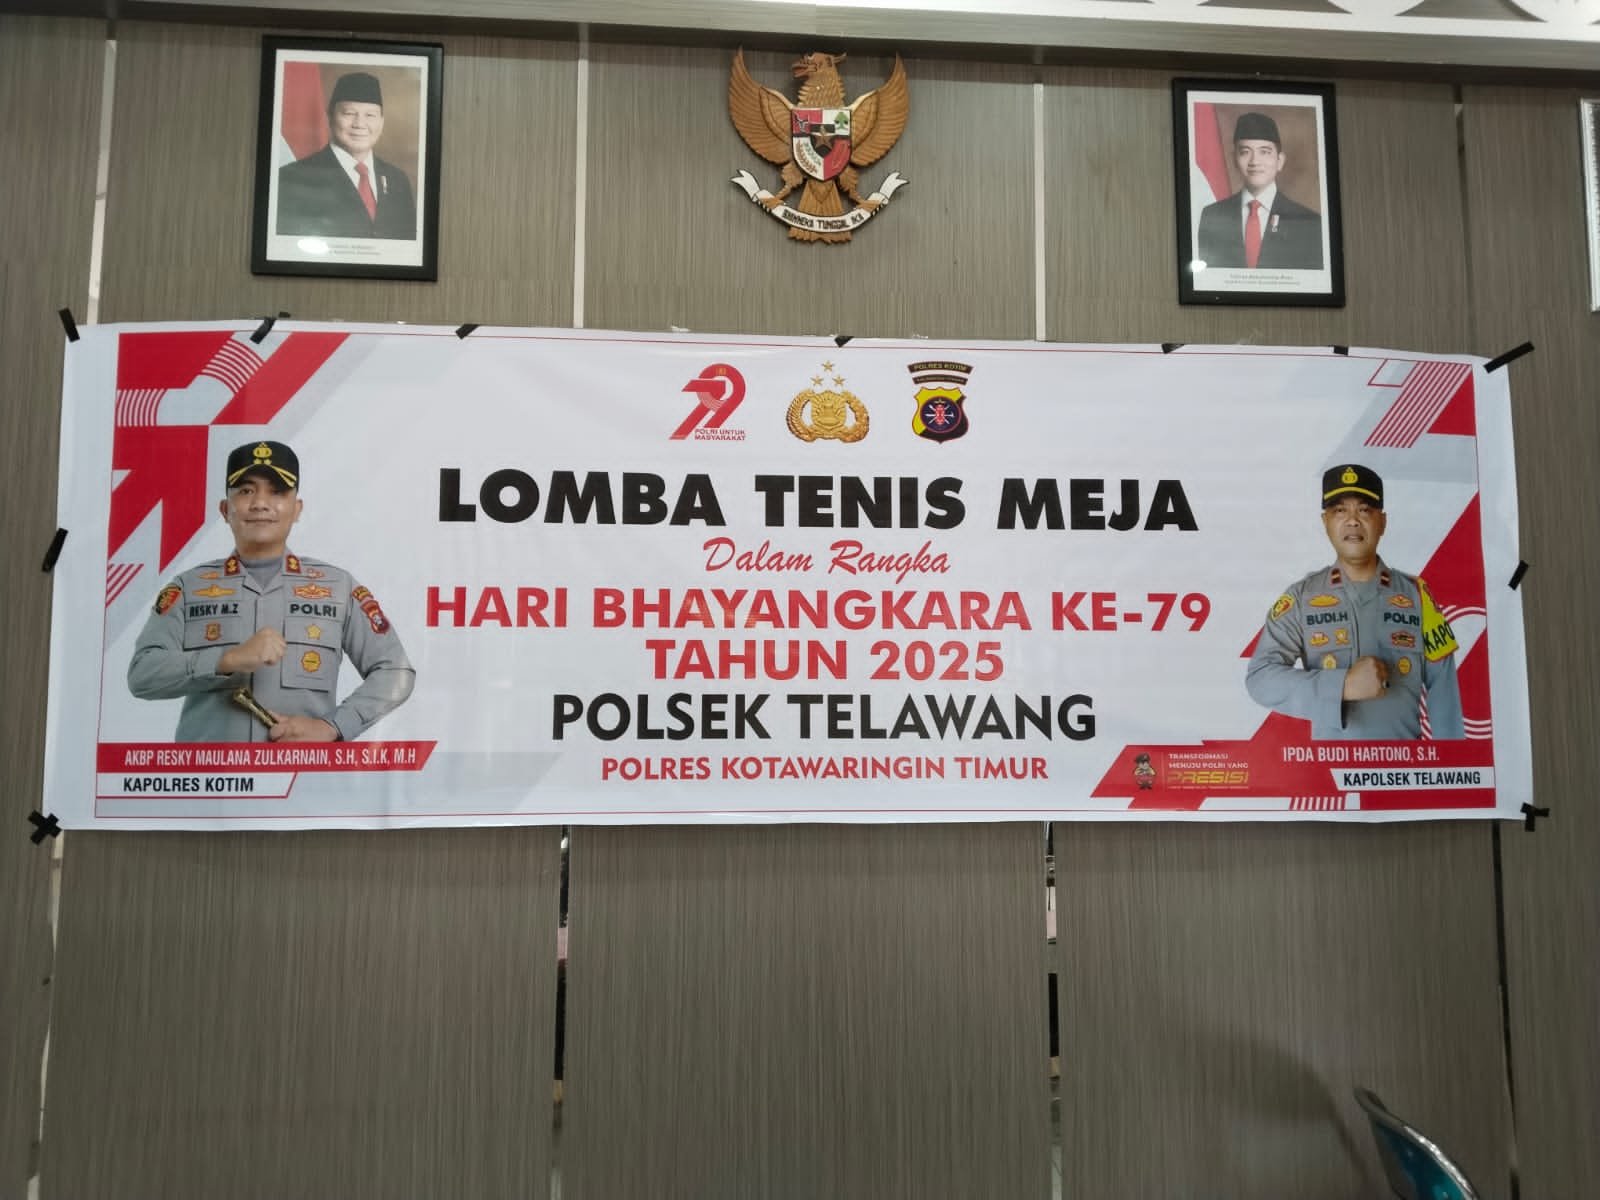 BHINNEKA TUNGGAL IKA
POLRI UNTUK
MASYARAKAT
POLRES KOTIM
LOMBA TENIS MEJA
Dalam Rangka
HARI BHAYANGKARA KE-79
TAHUN 2025
POLSEK TELAWANG
POLRES KOTAWARINGIN TIMUR
RESKY M.Z
POLRI
AKBP RESKY MAULANA ZULKARNAIN, S.H, S.I.K, M.H
KAPOLRES KOTIM
BUDI.H
POLRI
KAPO
TRANSFORMASI
MENUJU POLRI YANG
PRESISI
IPDA BUDI HARTONO, S.H.
KAPOLSEK TELAWANG